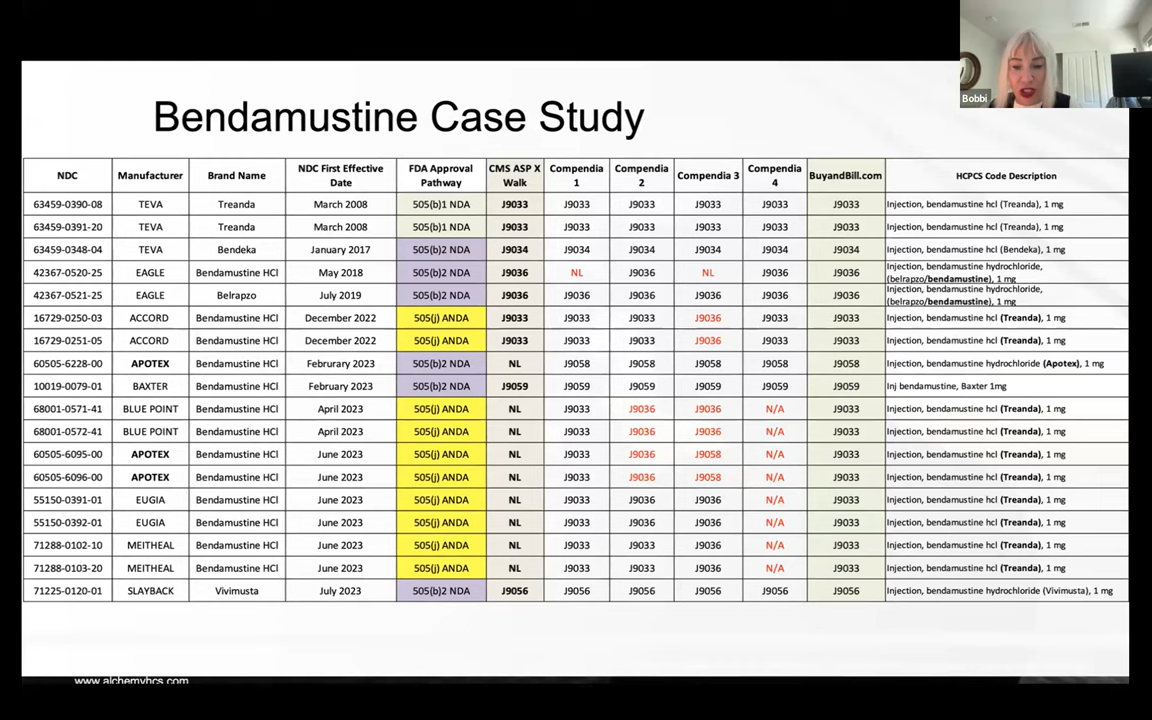 Bobbi
Bendamustine Case Study
NDC Manufacturer Brand Name NDC First Effective Date FDA Approval Pathway CMS ASP X Walk Compendia 1 Compendia 2 Compendia 3 Compendia 4 BuyandBill.com HCPCS Code Description
63459-0390-08 TEVA Treanda March 2008 505(b)1 NDA J9033 J9033 J9033 J9033 J9033 J9033 Injection, bendamustine hcl (Treanda), 1 mg
63459-0391-20 TEVA Treanda March 2008 505(b)1 NDA J9033 J9033 J9033 J9033 J9033 J9033 Injection, bendamustine hcl (Treanda), 1 mg
63459-0348-04 TEVA Bendeka January 2017 505(b)2 NDA J9034 J9034 J9034 J9034 J9034 J9034 Injection, bendamustine hcl (Bendeka), 1 mg
42367-0520-25 EAGLE Bendamustine HCl May 2018 505(b)2 NDA J9036 NL J9036 NL J9036 J9036 Injection, bendamustine hydrochloride, (belrapzo/bendamustine), 1 mg
42367-0521-25 EAGLE Belrapzo July 2019 505(b)2 NDA J9036 J9036 J9036 J9036 J9036 J9036 Injection, bendamustine hydrochloride, (belrapzo/bendamustine), 1 mg
16729-0250-03 ACCORD Bendamustine HCl December 2022 505(j) ANDA J9033 J9033 J9033 J9036 J9033 J9033 Injection, bendamustine hcl (Treanda), 1 mg
16729-0251-05 ACCORD Bendamustine HCl December 2022 505(j) ANDA J9033 J9033 J9033 J9036 J9033 J9033 Injection, bendamustine hcl (Treanda), 1 mg
60505-6228-00 APOTEX Bendamustine HCl Februrary 2023 505(b)2 NDA NL J9058 J9058 J9058 J9058 J9058 Injection, bendamustine hydrochloride (Apotex), 1 mg
10019-0079-01 BAXTER Bendamustine HCl February 2023 505(b)2 NDA J9059 J9059 J9059 J9059 J9059 J9059 Inj bendamustine, Baxter 1mg
68001-0571-41 BLUE POINT Bendamustine HCl April 2023 505(j) ANDA NL J9033 J9036 J9036 N/A J9033 Injection, bendamustine hcl (Treanda), 1 mg
68001-0572-41 BLUE POINT Bendamustine HCl April 2023 505(j) ANDA NL J9033 J9036 J9036 N/A J9033 Injection, bendamustine hcl (Treanda), 1 mg
60505-6095-00 APOTEX Bendamustine HCl June 2023 505(j) ANDA NL J9033 J9036 J9058 N/A J9033 Injection, bendamustine hcl (Treanda), 1 mg
60505-6096-00 APOTEX Bendamustine HCl June 2023 505(j) ANDA NL J9033 J9036 J9058 N/A J9033 Injection, bendamustine hcl (Treanda), 1 mg
55150-0391-01 EUGIA Bendamustine HCl June 2023 505(j) ANDA NL J9033 J9036 J9036 N/A J9033 Injection, bendamustine hcl (Treanda), 1 mg
55150-0392-01 EUGIA Bendamustine HCl June 2023 505(j) ANDA NL J9033 J9036 J9036 N/A J9033 Injection, bendamustine hcl (Treanda), 1 mg
71288-0102-10 MEITHEAL Bendamustine HCl June 2023 505(j) ANDA NL J9033 J9033 J9036 N/A J9033 Injection, bendamustine hcl (Treanda), 1 mg
71288-0103-20 MEITHEAL Bendamustine HCl June 2023 505(j) ANDA NL J9033 J9033 J9036 N/A J9033 Injection, bendamustine hcl (Treanda), 1 mg
71225-0120-01 SLAYBACK Vivimusta July 2023 505(b)2 NDA J9056 J9056 J9056 J9056 J9056 J9056 Injection, bendamustine hydrochloride (Vivimusta), 1 mg
www.alchemyhcs.com